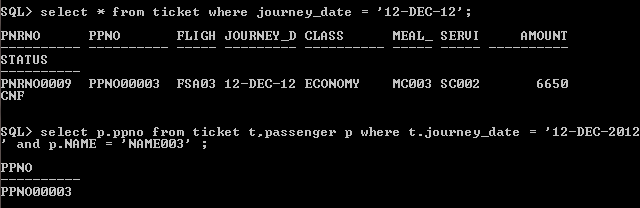 SQL> select * from ticket where journey_date = '12-DEC-12';
PNRNO      PPNO       FLIGH JOURNEY_D CLASS      MEAL_ SERVI     AMOUNT
---------- ---------- ----- --------- ---------- ----- ----- ----------
STATUS
----------
PNRNO0009  PPNO00003  FSA03 12-DEC-12 ECONOMY    MC003 SC002       6650
CNF
SQL> select p.ppno from ticket t,passenger p where t.journey_date = '12-DEC-2012
' and p.NAME = 'NAME003' ;
PPNO
----------
PPNO00003